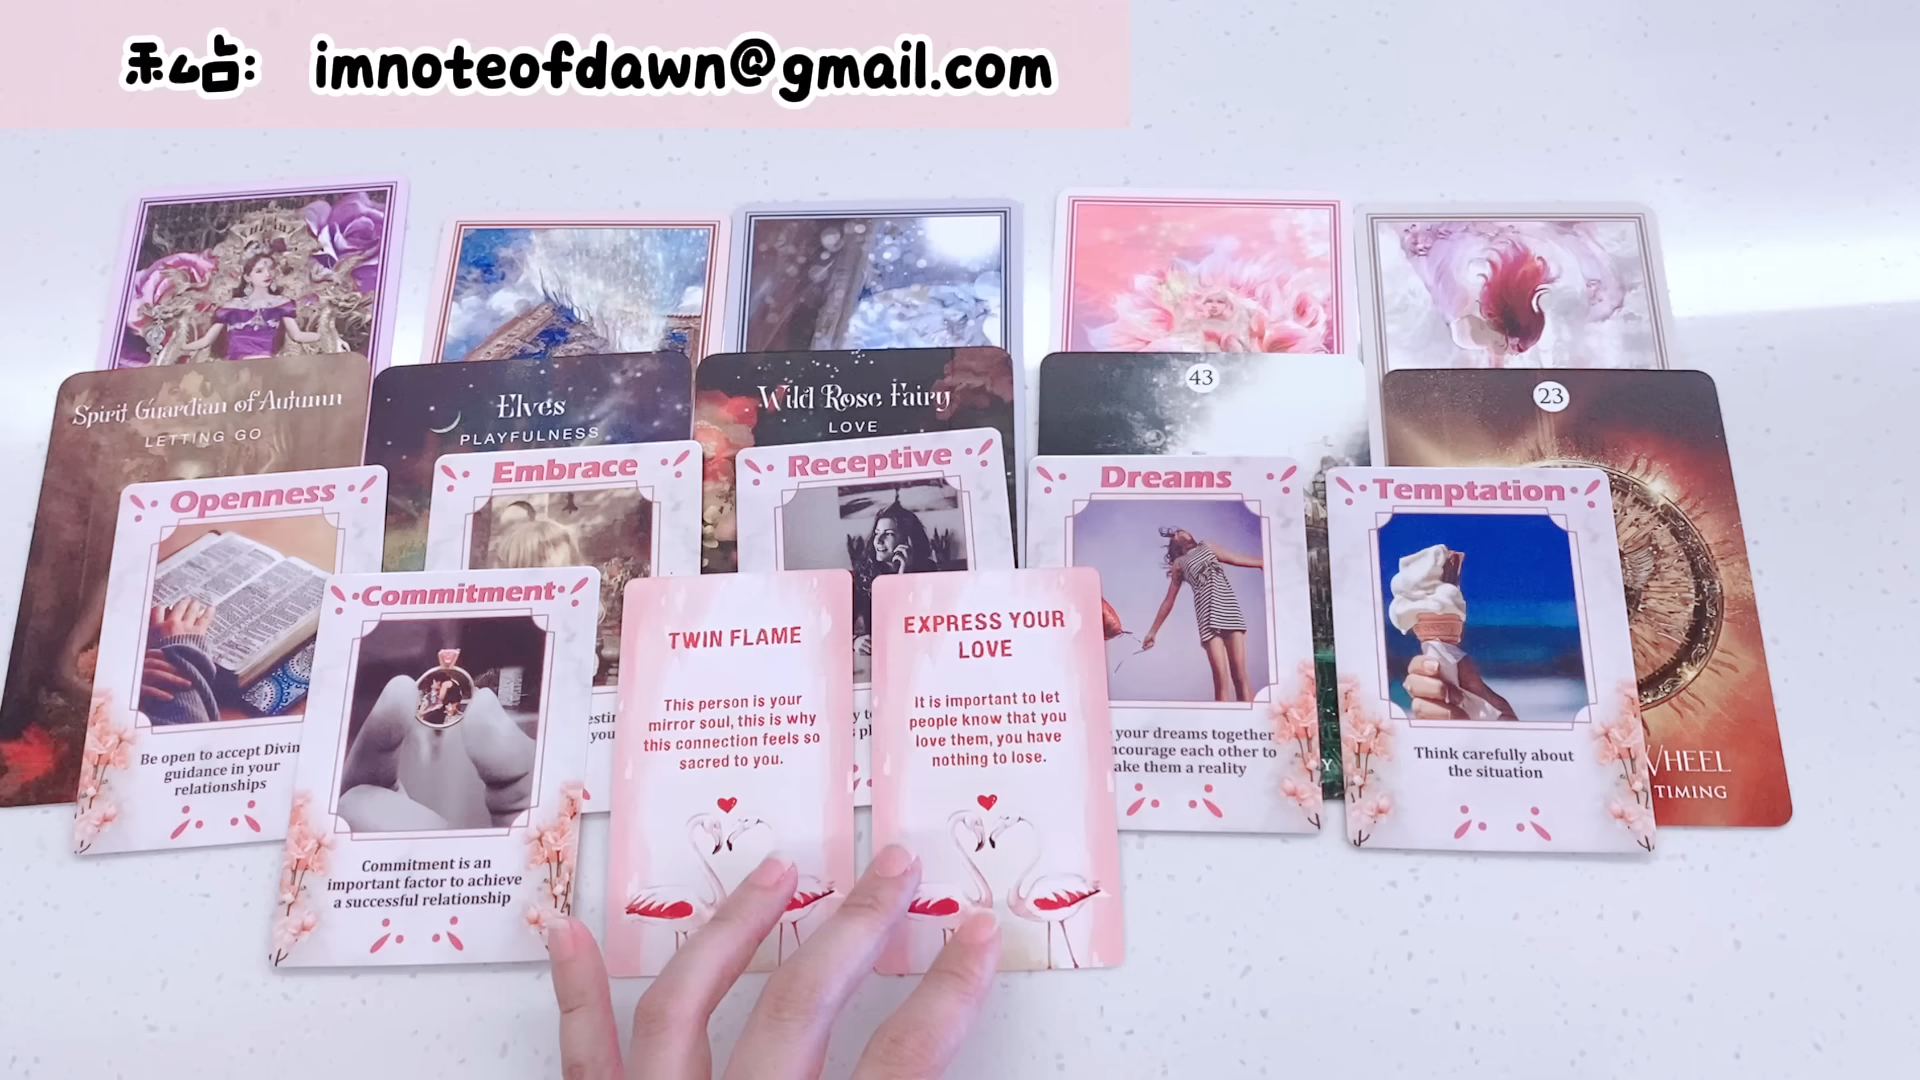 私占: imnoteofdawn@gmail.com
Spirit Guardian of Autumn
LETTING GO
Elves
PLAYFULNESS
Wild Rose Fairy
LOVE
43
23
WHEEL
TIMING
Openness
Be open to accept Divin
guidance in your
relationships
Embrace
Receptive
Dreams
your dreams together
ncourage each other to
ake them a reality
Temptation
Think carefully about
the situation
Commitment
Commitment is an
important factor to achieve
a successful relationship
TWIN FLAME
This person is your
mirror soul, this is why
this connection feels so
sacred to you.
EXPRESS YOUR
LOVE
It is important to let
people know that you
love them, you have
nothing to lose.